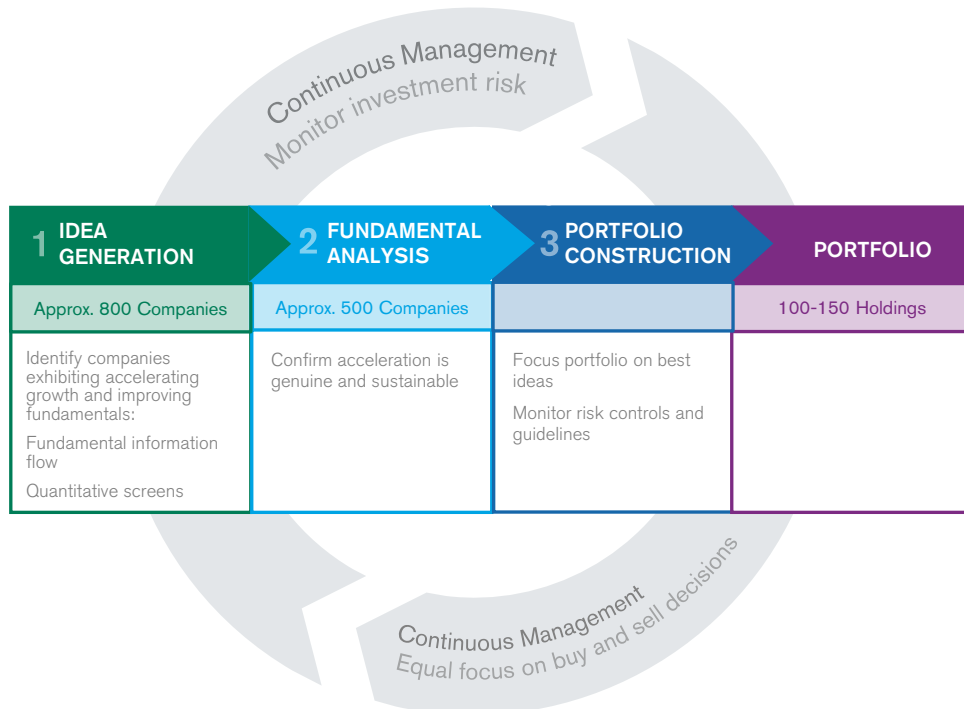 Continuous Management
Monitor investment risk
1 IDEA
GENERATION
2 FUNDAMENTAL
ANALYSIS
3 PORTFOLIO
CONSTRUCTION
PORTFOLIO
Approx. 800 Companies
Approx. 500 Companies
100-150 Holdings
Identify companies
exhibiting accelerating
growth and improving
fundamentals:
Fundamental information
flow
Quantitative screens
Confirm acceleration is
genuine and sustainable
Focus portfolio on best
ideas
Monitor risk controls and
guidelines
Continuous Management
Equal focus on buy and sell decisions